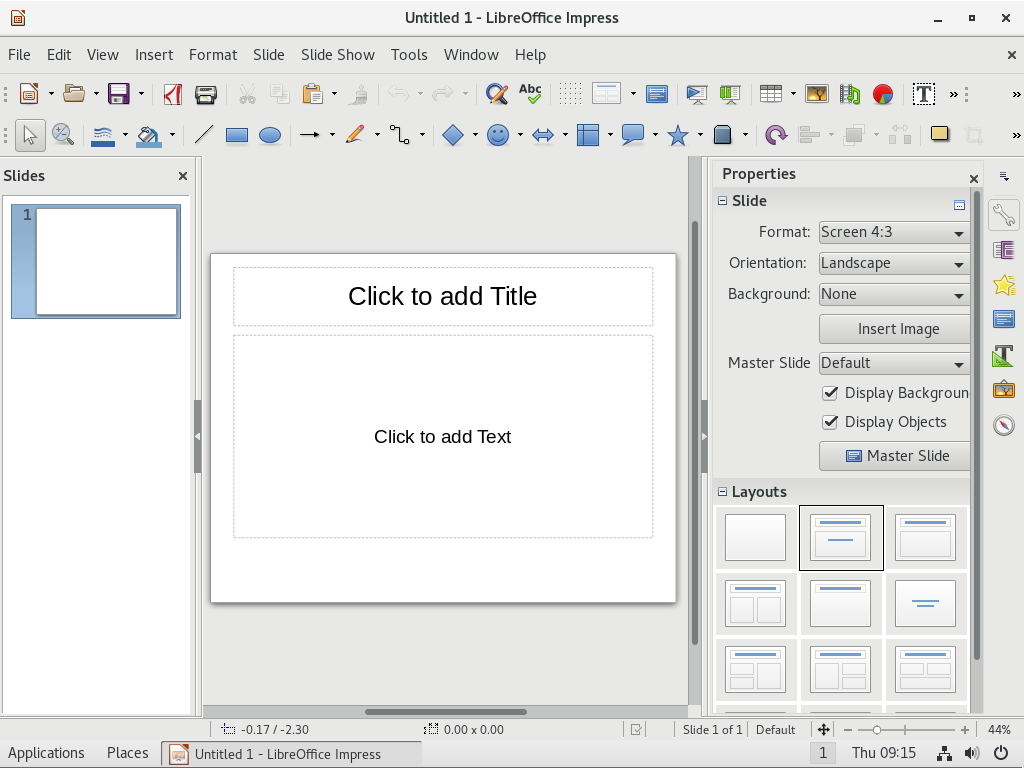 Untitled 1 - LibreOffice Impress
File Edit View Insert Format Slide Slide Show Tools Window Help
Abc
T
Slides
1
Click to add Title
Click to add Text
Properties
Slide
Format: Screen 4:3
Orientation: Landscape
Background: None
Insert Image
Master Slide Default
Display Backgroun
Display Objects
Master Slide
Layouts
-0.17 / -2.30 0.00 x 0.00 Slide 1 of 1 Default 44%
Applications Places Untitled 1 - LibreOffice Impress 1 Thu 09:15